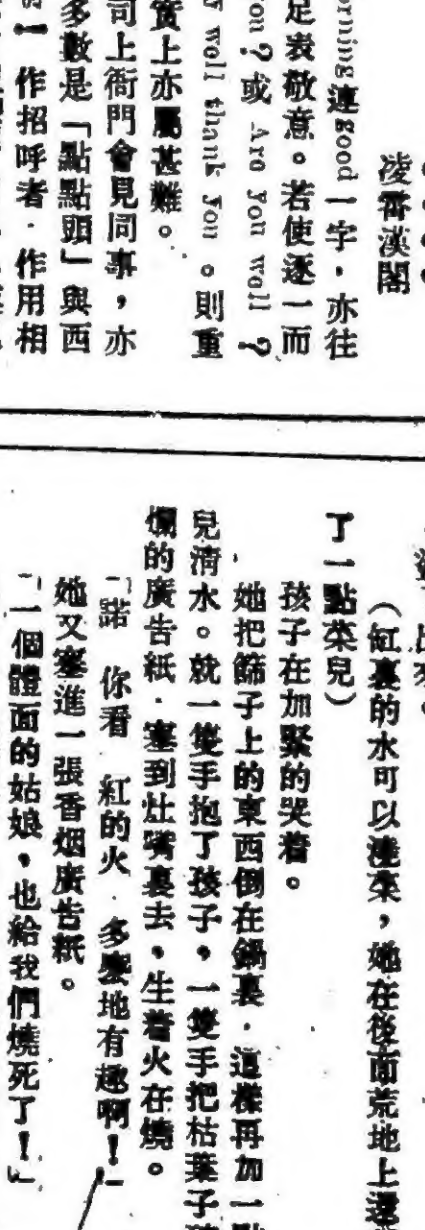 凌霄漢閣
orning連good一字．亦往
足表敬意。若使逐一而
ou？或 Are You well？
y well thank You。則重
實上亦屬甚難。
司上衙門會見同事，亦
多數是「點點頭」與西
！作招呼者．作用相
（缸裏的水可以澆菜，她在後面荒地上還
了一點菜兒）
孩子在加緊的哭着。
她把篩子上的東西倒在鍋裏．這樣再加一點
兒清水。就一隻手抱了孩子，一隻手把枯葉子
爛的廣告紙．塞到灶嘴裏去，生着火在燒。
「諾 你看 紅的火．多麼地有趣啊！」
她又塞進一張香烟廣告紙。
「一個體面的姑娘，也給我們燒死了！」